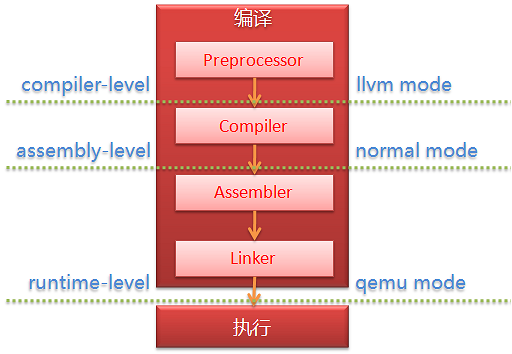 编译
Preprocessor
compiler-level
llvm mode
Compiler
assembly-level
normal mode
Assembler
Linker
runtime-level
qemu mode
执行